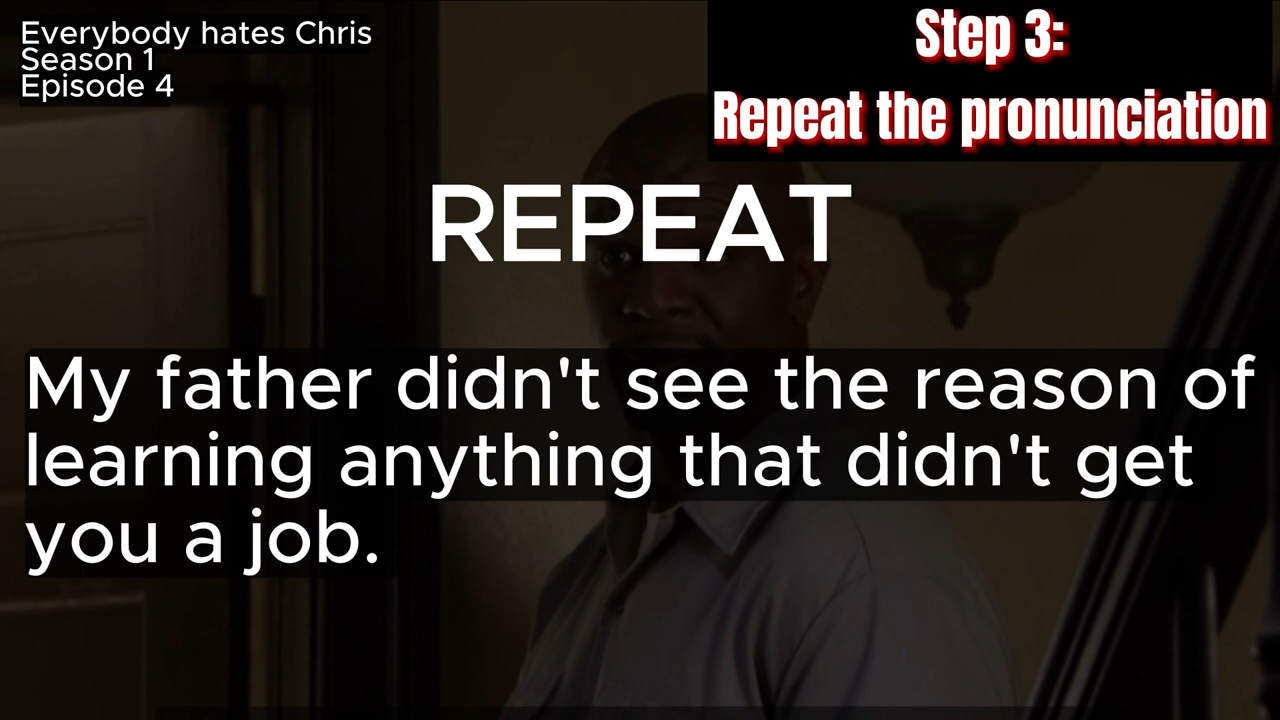 Everybody hates Chris
Season 1
Episode 4
Step 3:
Repeat the pronunciation
REPEAT
My father didn't see the reason of
learning anything that didn't get
you a job.